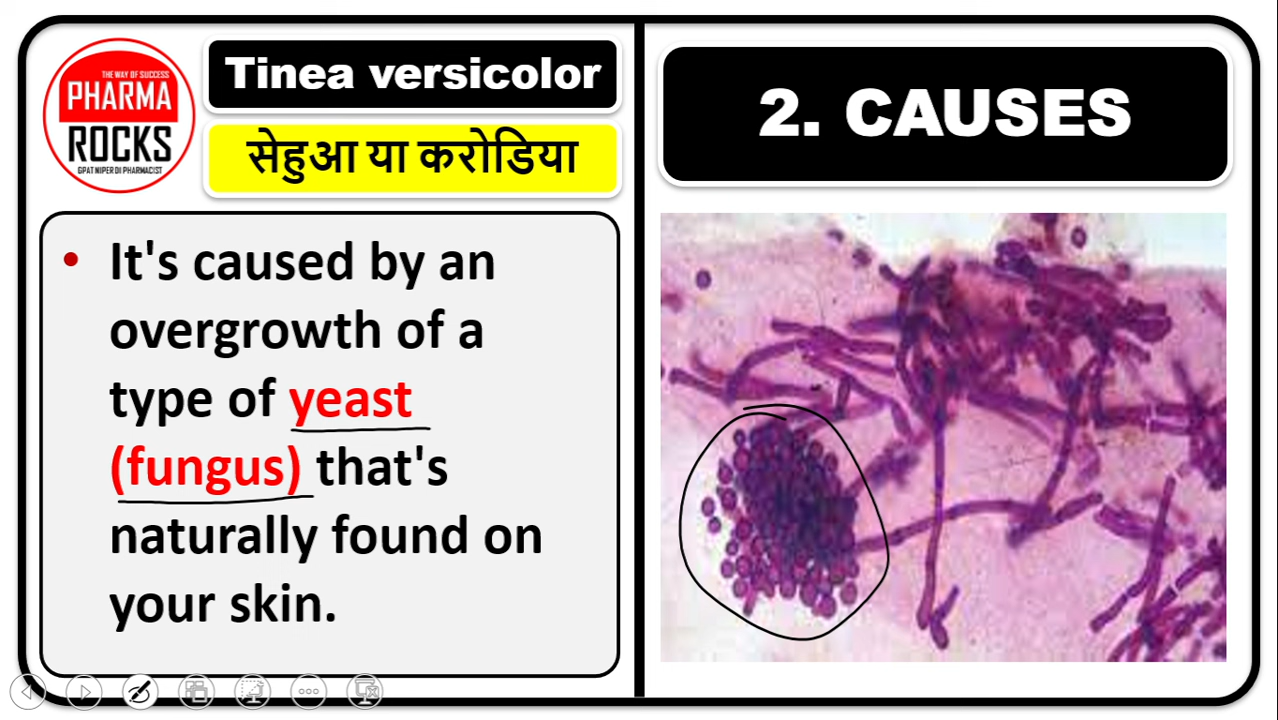 THE WAY OF SUCCESS
PHARMA
ROCKS
GPAT NIPER DI PHARMACIST
Tinea versicolor
सेहुआ या करोडिया
• It's caused by an
overgrowth of a
type of yeast
(fungus) that's
naturally found on
your skin.
2. CAUSES